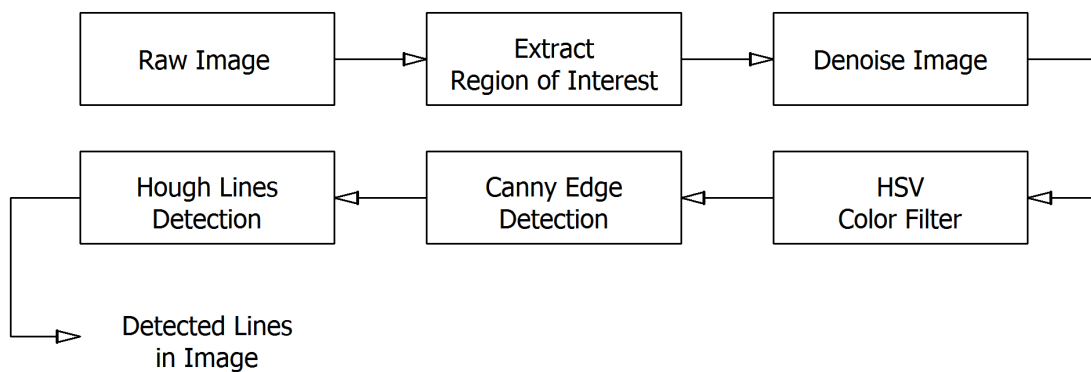 Raw Image
Extract
Region of Interest
Denoise Image
Hough Lines
Detection
Canny Edge
Detection
HSV
Color Filter
Detected Lines
in Image